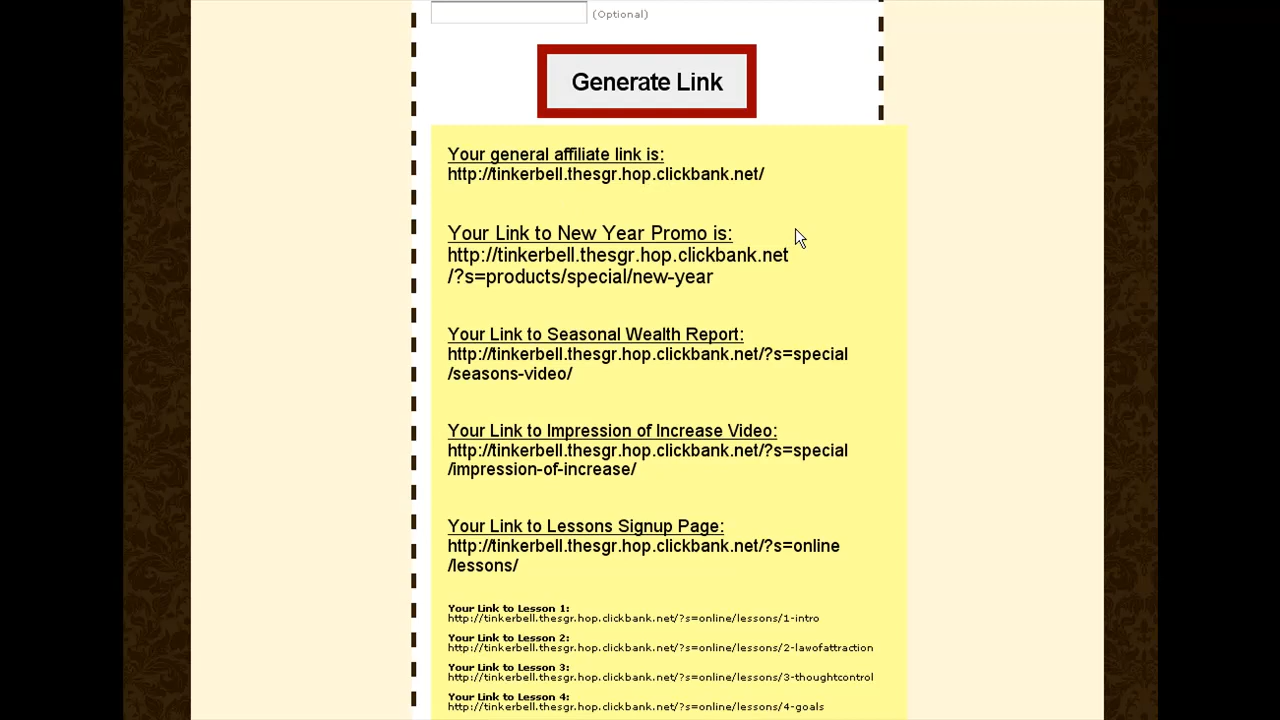 (Optional)
Generate Link
Your general affiliate link is:
http://tinkerbell.thesgr.hop.clickbank.net/
Your Link to New Year Promo is:
http://tinkerbell.thesgr.hop.clickbank.net
/?s=products/special/new-year
Your Link to Seasonal Wealth Report:
http://tinkerbell.thesgr.hop.clickbank.net/?s=special
/seasons-video/
Your Link to Impression of Increase Video:
http://tinkerbell.thesgr.hop.clickbank.net/?s=special
/impression-of-increase/
Your Link to Lessons Signup Page:
http://tinkerbell.thesgr.hop.clickbank.net/?s=online
/lessons/
Your Link to Lesson 1:
http://tinkerbell.thesgr.hop.clickbank.net/?s=online/lessons/1-intro
Your Link to Lesson 2:
http://tinkerbell.thesgr.hop.clickbank.net/?s=online/lessons/2-lawofattraction
Your Link to Lesson 3:
http://tinkerbell.thesgr.hop.clickbank.net/?s=online/lessons/3-thoughtcontrol
Your Link to Lesson 4:
http://tinkerbell.thesgr.hop.clickbank.net/?s=online/lessons/4-goals